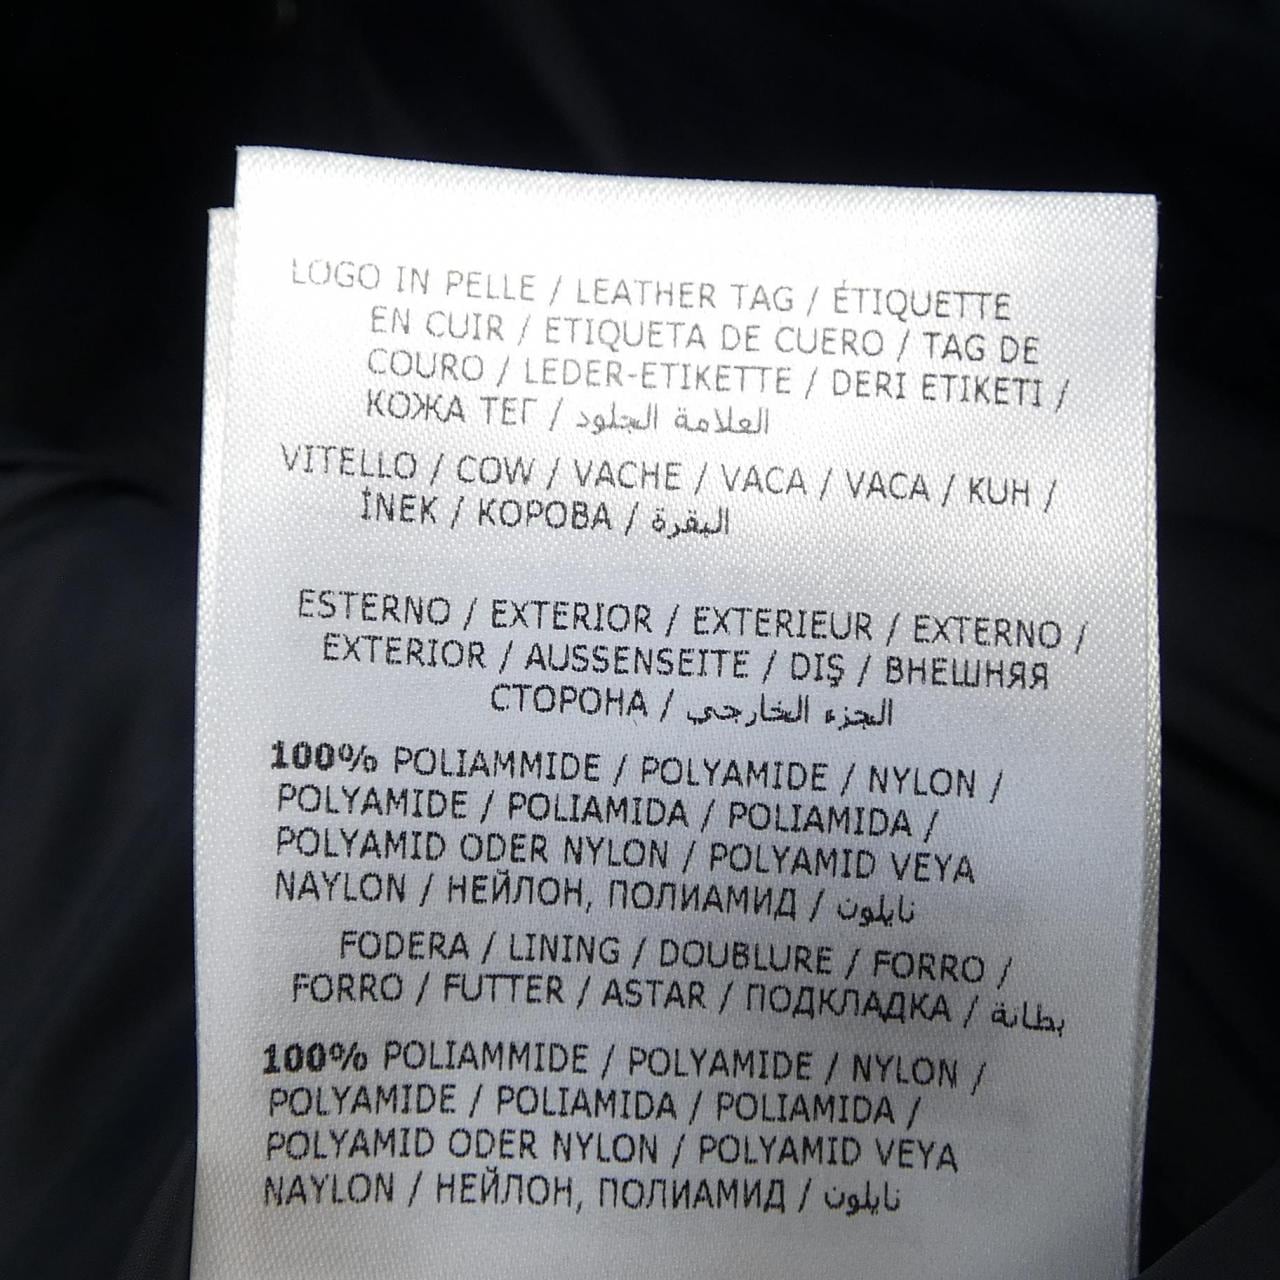 LOGO IN PELLE / LEATHER TAG / ÉTIQUETTE
EN CUIR / ETIQUETA DE CUERO / TAG DE
COURO / LEDER-ETIKETTE / DERI ETIKETI /
КОЖА ТЕГ / العلامة الجلود
VITELLO / COW / VACHE / VACA / VACA / KUH /
İNEK / КОРОВА / البقرة
ESTERNO / EXTERIOR / EXTERIEUR / EXTERNO /
EXTERIOR / AUSSENSEITE / DIŞ / ВНЕШНЯЯ
СТОРОНА / الجزء الخارجي
100% POLIAMMIDE / POLYAMIDE / NYLON /
POLYAMIDE / POLIAMIDA / POLIAMIDA /
POLYAMID ODER NYLON / POLYAMID VEYA
NAYLON / НЕЙЛОН, ПОЛИАМИД / نايلون
FODERA / LINING / DOUBLURE / FORRO /
FORRO / FUTTER / ASTAR / ПОДКЛАДКА / بطانة
100% POLIAMMIDE / POLYAMIDE / NYLON /
POLYAMIDE / POLIAMIDA / POLIAMIDA /
POLYAMID ODER NYLON / POLYAMID VEYA
NAYLON / НЕЙЛОН, ПОЛИАМИД / نايلون